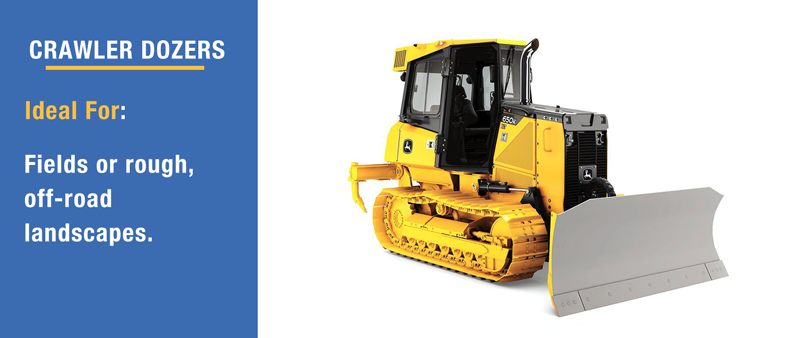 CRAWLER DOZERS
Ideal For:
Fields or rough,
off-road
landscapes.
650K